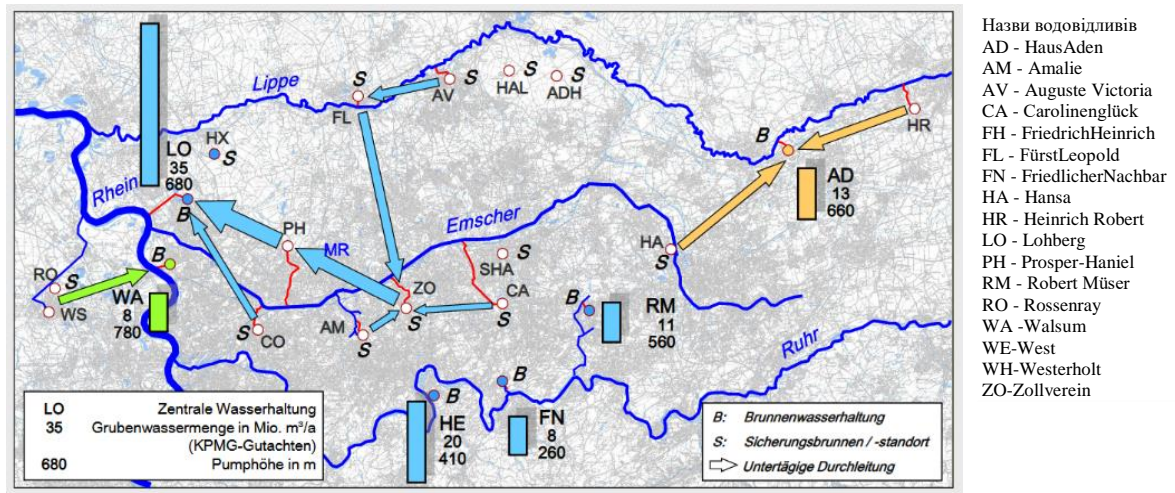 Lippe
Rhein
Emscher
Ruhr
MR
S
FL
S
AV
S
HAL
S
ADH
S
HR
HX
S
LO
35
680
B
B
AD
13
660
PH
HA
S
RO
S
WS
B
WA
8
780
S
SHA
ZO
S
CA
S
AM
S
S
CO
B
RM
11
560
B
HE
20
410
B
FN
8
260
LO Zentrale Wasserhaltung
35 Grubenwassermenge in Mio. m³/a
(KPMG-Gutachten)
680 Pumphöhe in m
B: Brunnenwasserhaltung
S: Sicherungsbrunnen / -standort
Untertägige Durchleitung
Назви водовідливів
AD - HausAden
AM - Amalie
AV - Auguste Victoria
CA - Carolinenglück
FH - FriedrichHeinrich
FL - FürstLeopold
FN - FriedlicherNachbar
HA - Hansa
HR - Heinrich Robert
LO - Lohberg
PH - Prosper-Haniel
RM - Robert Müser
RO - Rossenray
WA -Walsum
WE-West
WH-Westerholt
ZO-Zollverein